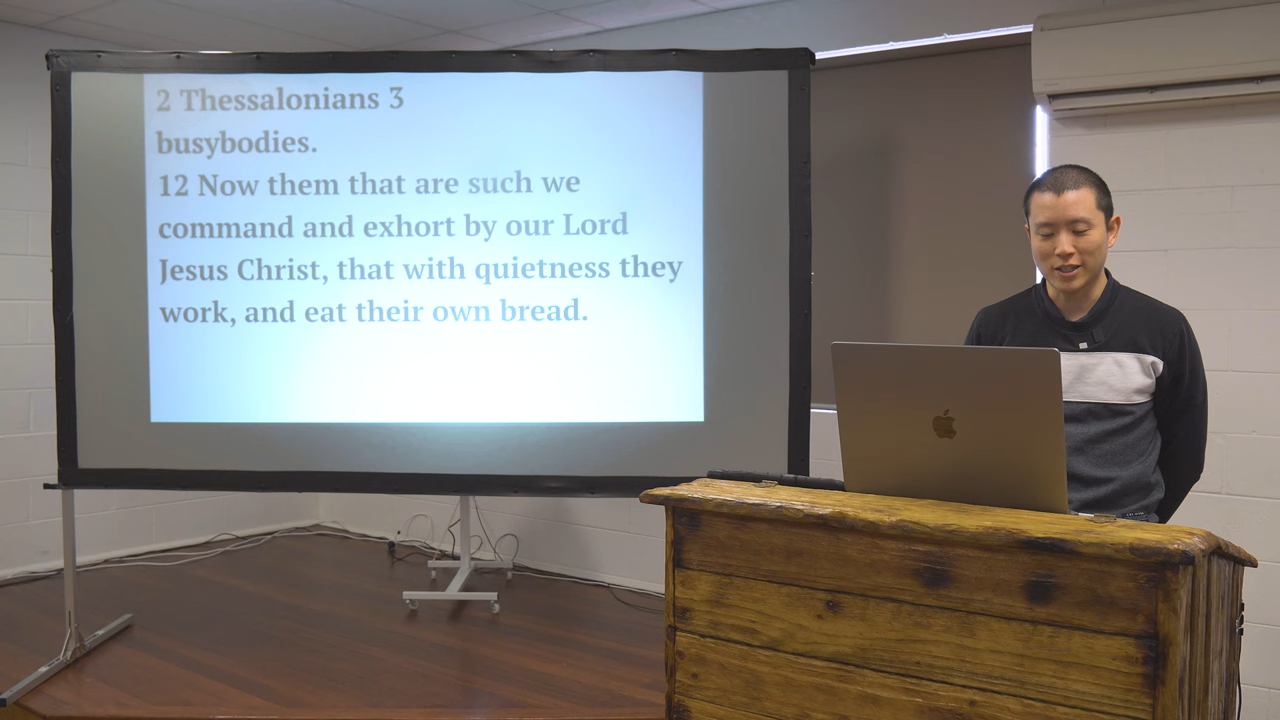 2 Thessalonians 3
busybodies.
12 Now them that are such we
command and exhort by our Lord
Jesus Christ, that with quietness they
work, and eat their own bread.